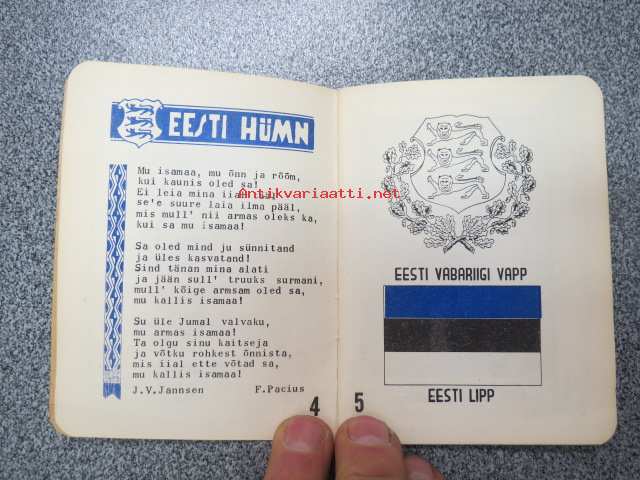 EESTI HÜMN
Mu isamaa, mu õnn ja rõõm,
kui kaunis oled sa!
Ei leia mina iial
se'e suure laia ilma pääl,
mis mull' nii armas oleks ka,
kui sa mu isamaa!
Sa oled mind ju sünnitand
ja üles kasvatand!
Sind tänan mina alati
ja jään sull' truuks surmani,
mull' kõige armsam oled sa,
mu kallis isamaa!
Su üle Jumal valvaku,
mu armas isamaa!
Ta olgu sinu kaitseja
ja võtku rohkest õnnista,
mis iial ette võtad sa,
mu kallis isamaa!
J.V.Jannsen F.Pacius
4
EESTI VABARIIGI VAPP
EESTI LIPP
5
Antikvariaatti.net